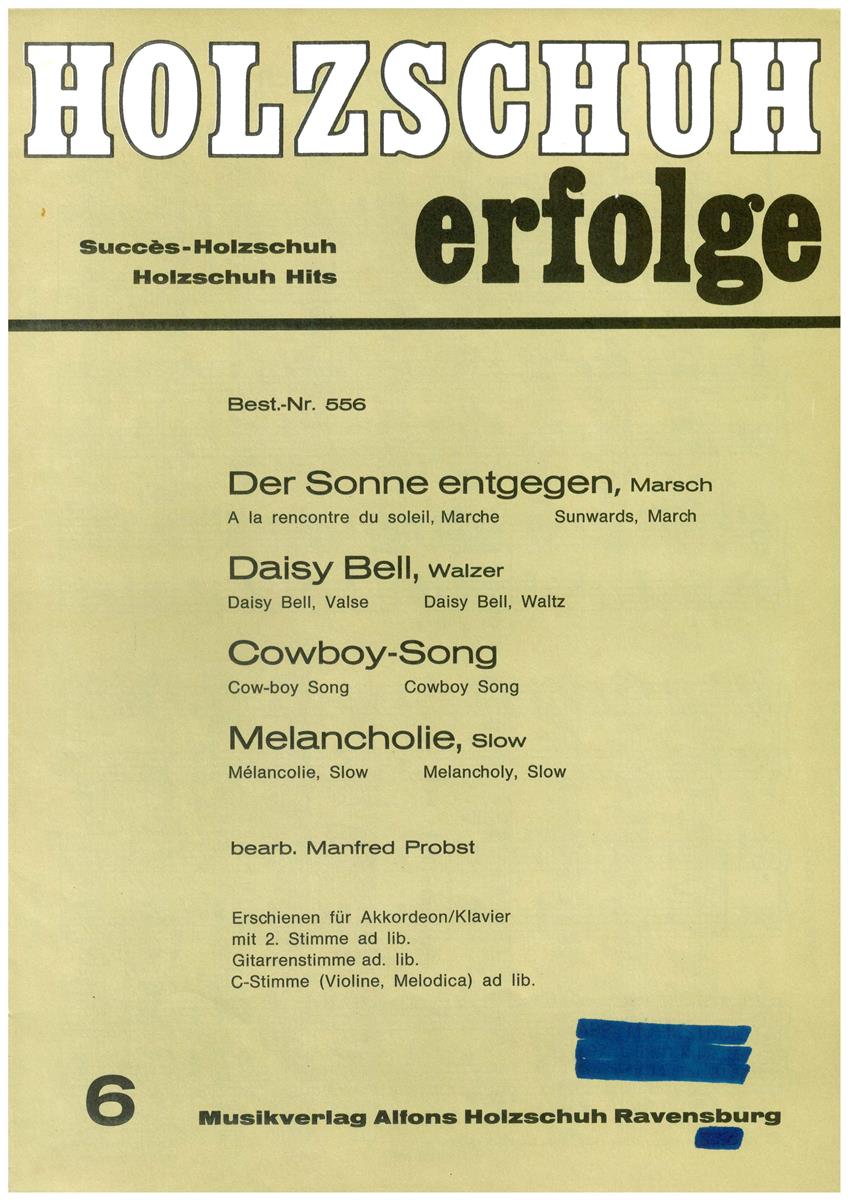 HOLZSCHUH
erfolge
Succès-Holzschuh
Holzschuh Hits
Best.-Nr. 556
Der Sonne entgegen, Marsch
A la rencontre du soleil, Marche Sunwards, March
Daisy Bell, Walzer
Daisy Bell, Valse Daisy Bell, Waltz
Cowboy-Song
Cow-boy Song Cowboy Song
Melancholie, Slow
Mélancolie, Slow Melancholy, Slow
bearb. Manfred Probst
Erschienen für Akkordeon/Klavier
mit 2. Stimme ad lib.
Gitarrenstimme ad. lib.
C-Stimme (Violine, Melodica) ad lib.
6
Musikverlag Alfons Holzschuh Ravensburg